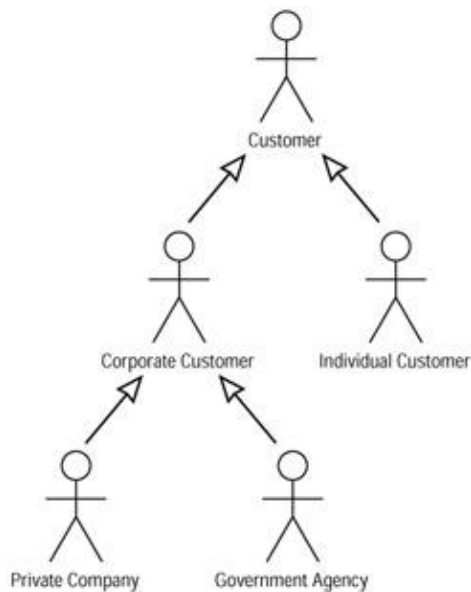 Customer
Corporate Customer
Individual Customer
Private Company
Government Agency